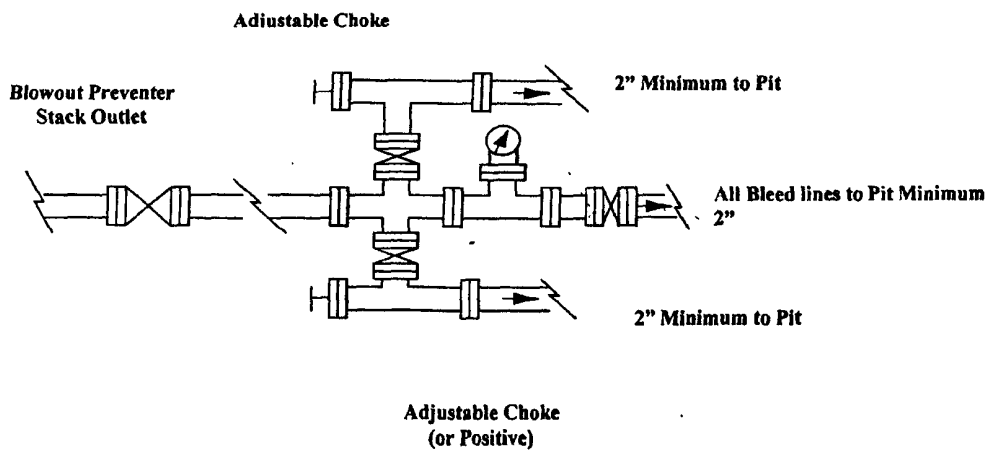 Adiustable Choke
2” Minimum to Pit
Blowout Preventer
Stack Outlet
All Bleed lines to Pit Minimum
2”
2” Minimum to Pit
Adjustable Choke
(or Positive)